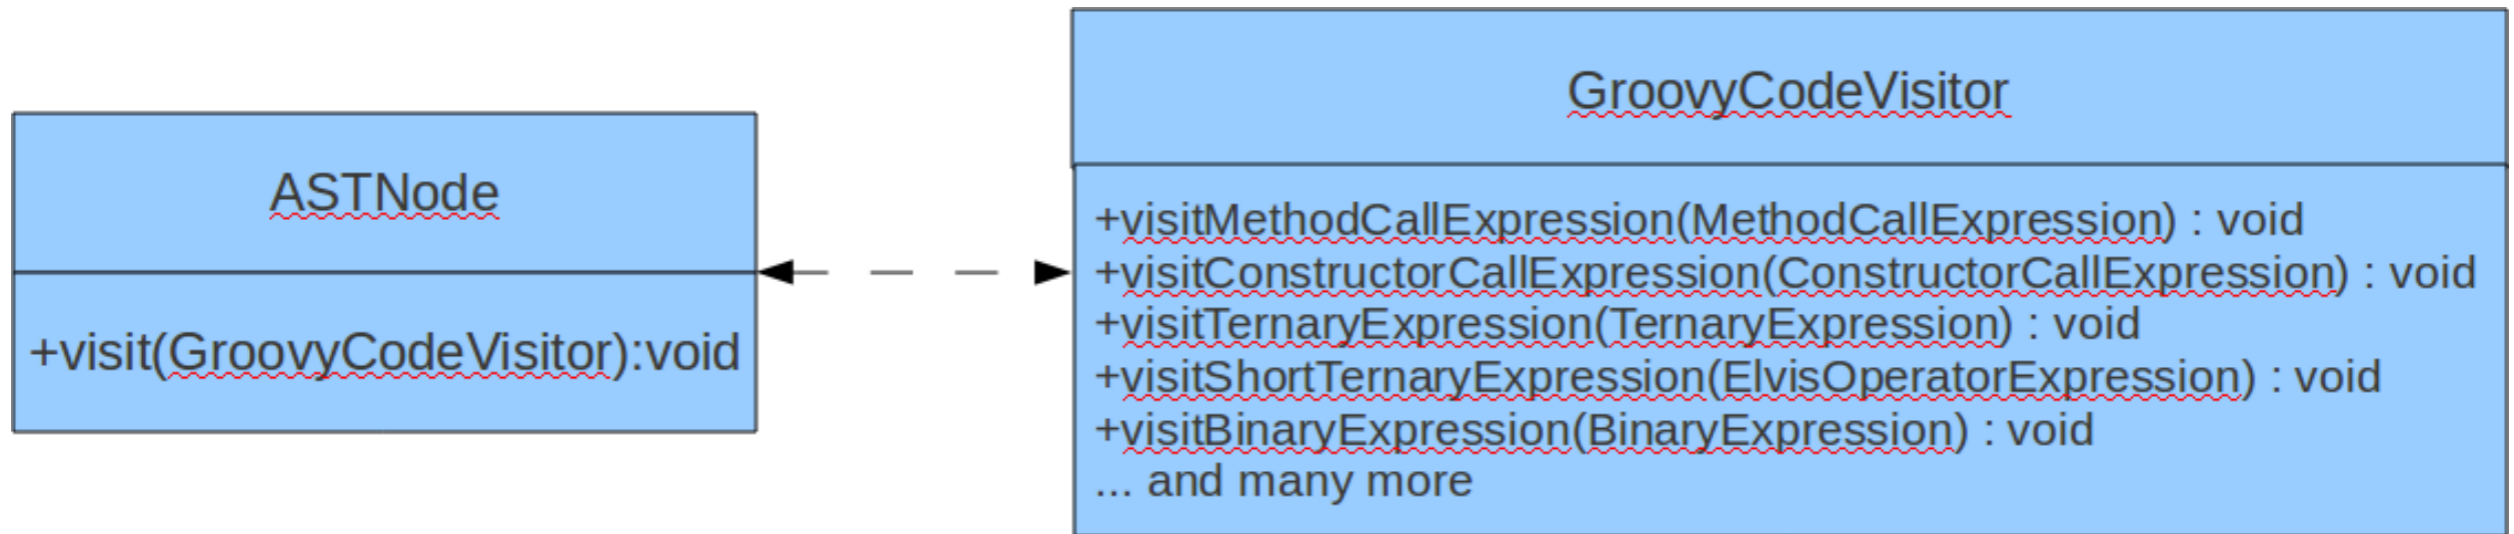 ASTNode
+visit(GroovyCodeVisitor):void
GroovyCodeVisitor
+visitMethodCallExpression(MethodCallExpression) : void
+visitConstructorCallExpression(ConstructorCallExpression) : void
+visitTernaryExpression(TernaryExpression) : void
+visitShortTernaryExpression(ElvisOperatorExpression) : void
+visitBinaryExpression(BinaryExpression) : void
... and many more